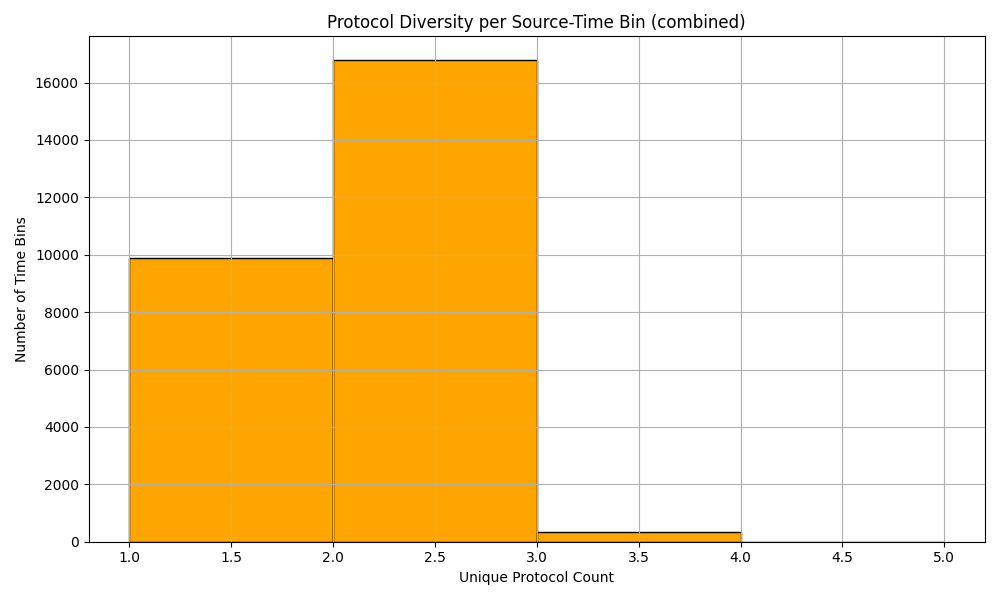 Protocol Diversity per Source-Time Bin (combined)
Number of Time Bins
16000
14000
12000
10000
8000
6000
4000
2000
0
1.0 1.5 2.0 2.5 3.0 3.5 4.0 4.5 5.0
Unique Protocol Count